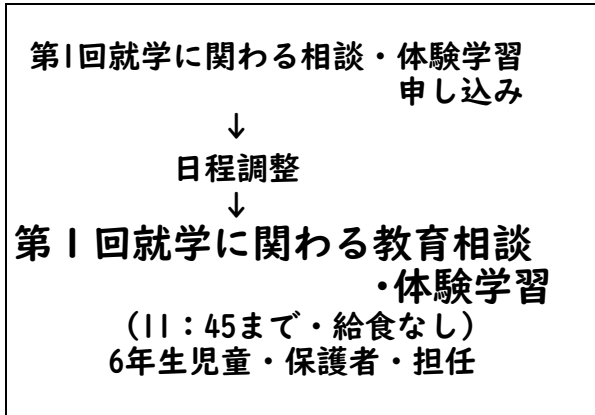 第1回就学に関わる相談・体験学習
申し込み
↓
日程調整
↓
第1回就学に関わる教育相談
・体験学習
（11：45まで・給食なし）
6年生児童・保護者・担任